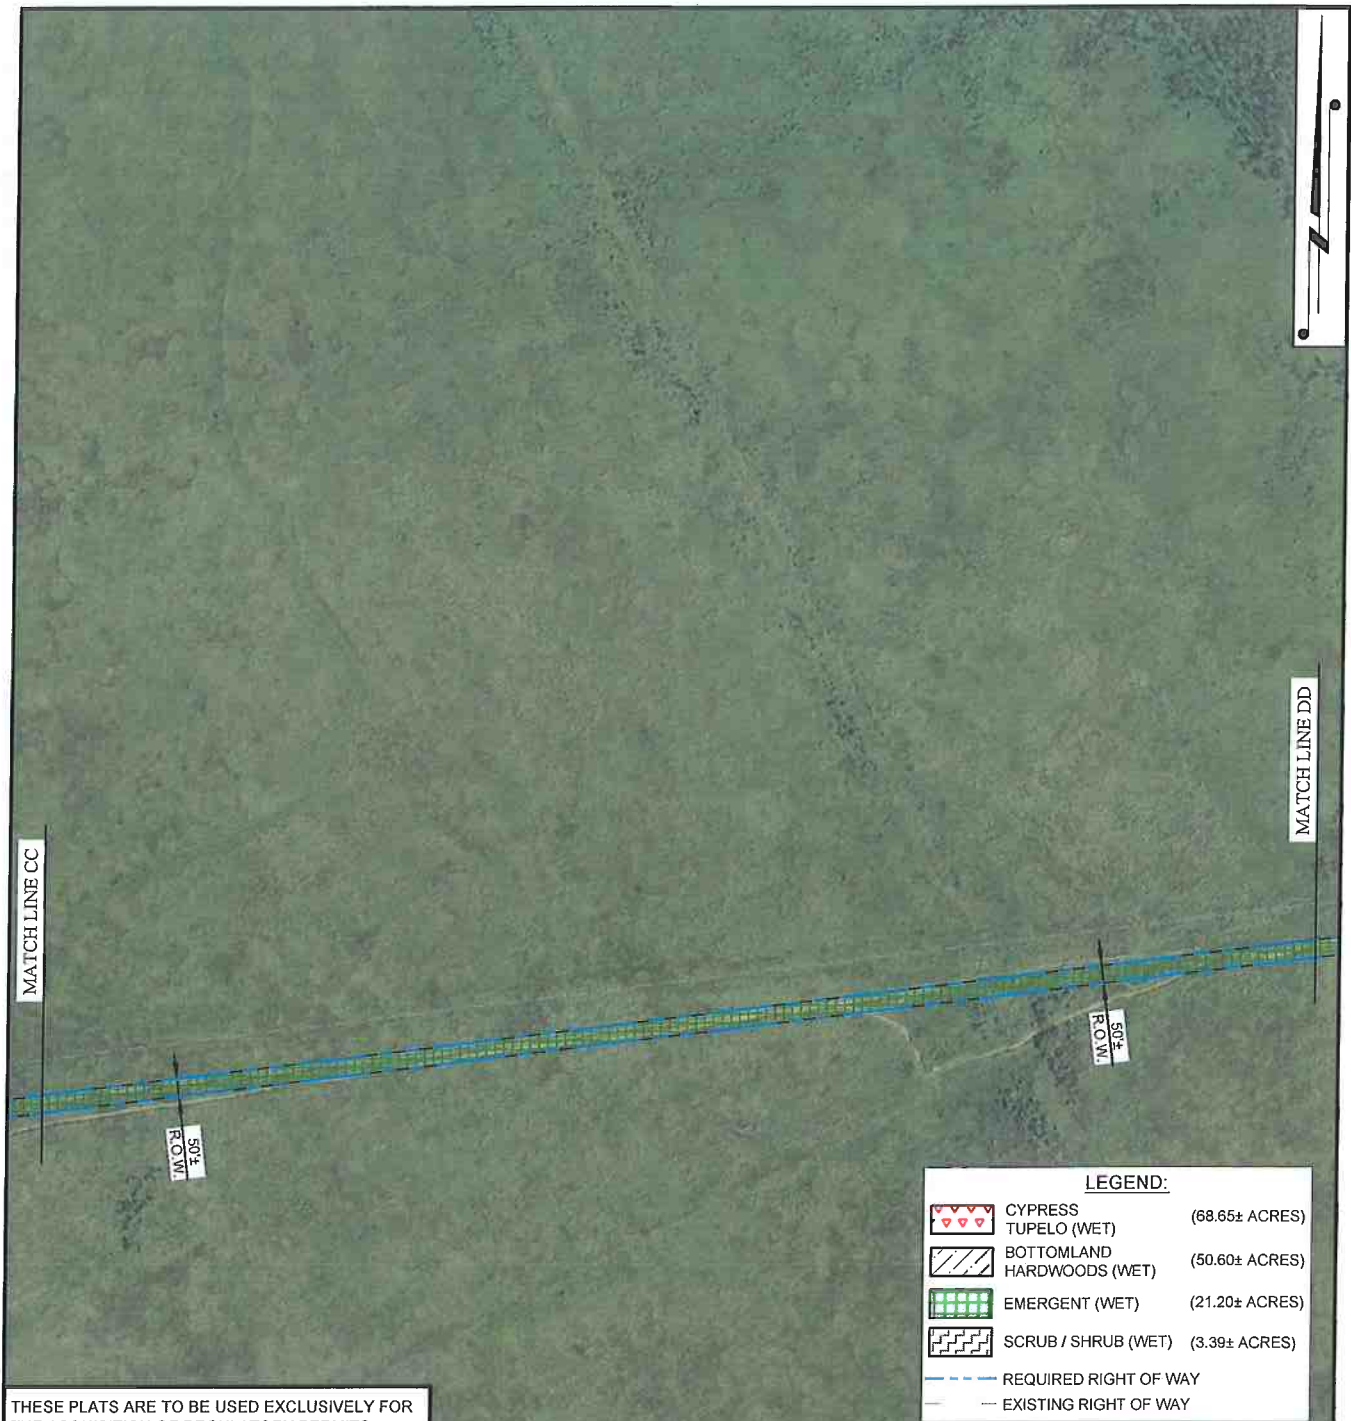 MATCH LINE DD
MATCH LINE CC
50'±
R.O.W.
50'±
R.O.W.
LEGEND:
CYPRESS
TUPELO (WET) (68.65± ACRES)
BOTTOMLAND
HARDWOODS (WET) (50.60± ACRES)
EMERGENT (WET) (21.20± ACRES)
SCRUB / SHRUB (WET) (3.39± ACRES)
REQUIRED RIGHT OF WAY
EXISTING RIGHT OF WAY
THESE PLATS ARE TO BE USED EXCLUSIVELY FOR